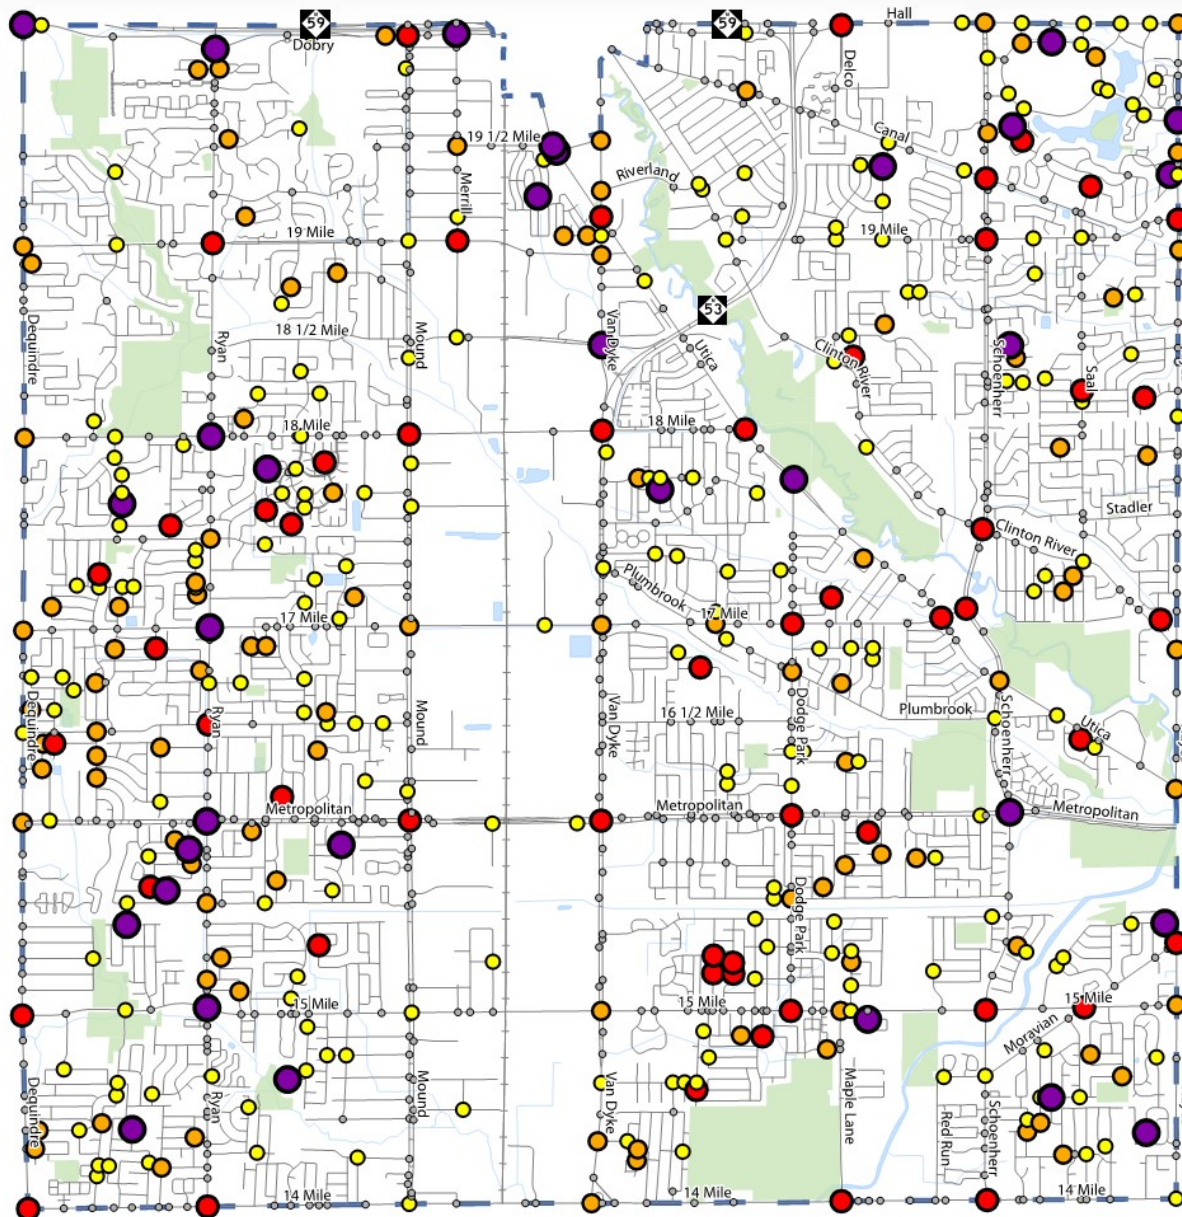 59
59
Hall
Dobry
Delco
Canal
19 1/2 Mile
Riverland
Merrill
19 Mile
19 Mile
53
Dequindre
Ryan
18 1/2 Mile
Mound
Van Dyke
Utica
Clinton River
Schoenherr
Saal
18 Mile
18 Mile
Stadler
Clinton River
Plumbrook
17 Mile
17 Mile
Dequindre
Ryan
Mound
Van Dyke
16 1/2 Mile
Dodge Park
Plumbrook
Schoenherr
Utica
Metropolitan
Metropolitan
Metropolitan
Dodge Park
15 Mile
15 Mile
15 Mile
Moravian
Dequindre
Ryan
Mound
Van Dyke
Maple Lane
Red Run
Schoenherr
14 Mile
14 Mile
14 Mile